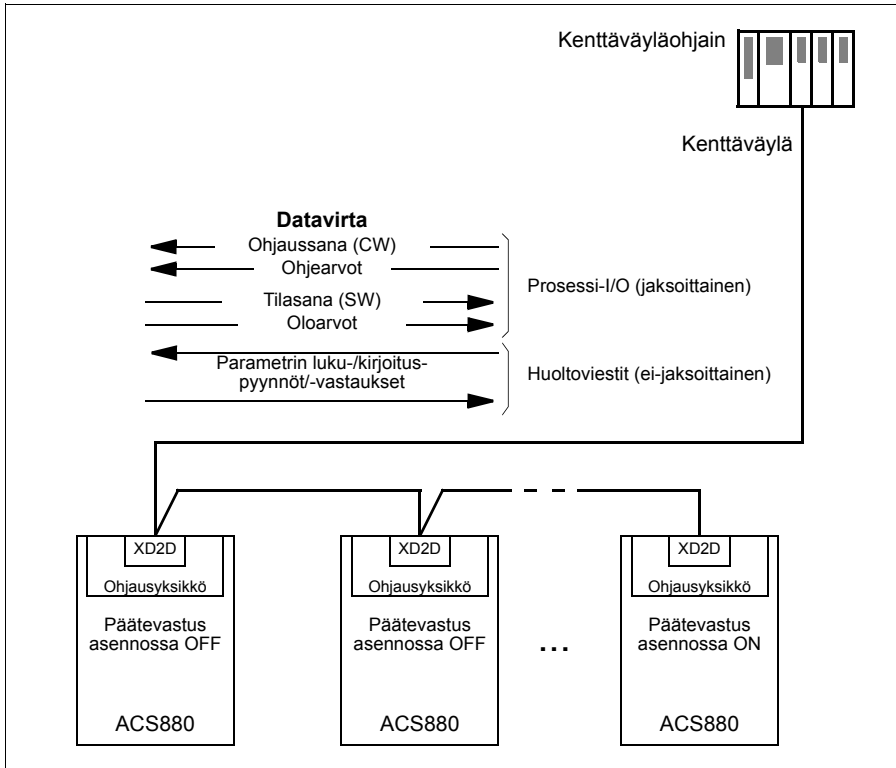 Kenttäväyläohjain
Kenttäväylä
Datavirta
Ohjaussana (CW)
Ohjearvot
Prosessi-I/O (jaksoittainen)
Tilasana (SW)
Oloarvot
Parametrin luku-/kirjoitus-
pyynnöt/-vastaukset
Huoltoviestit (ei-jaksoittainen)
XD2D
Ohjausyksikkö
Päätevastus
asennossa OFF
ACS880
XD2D
Ohjausyksikkö
Päätevastus
asennossa OFF
ACS880
...
XD2D
Ohjausyksikkö
Päätevastus
asennossa ON
ACS880